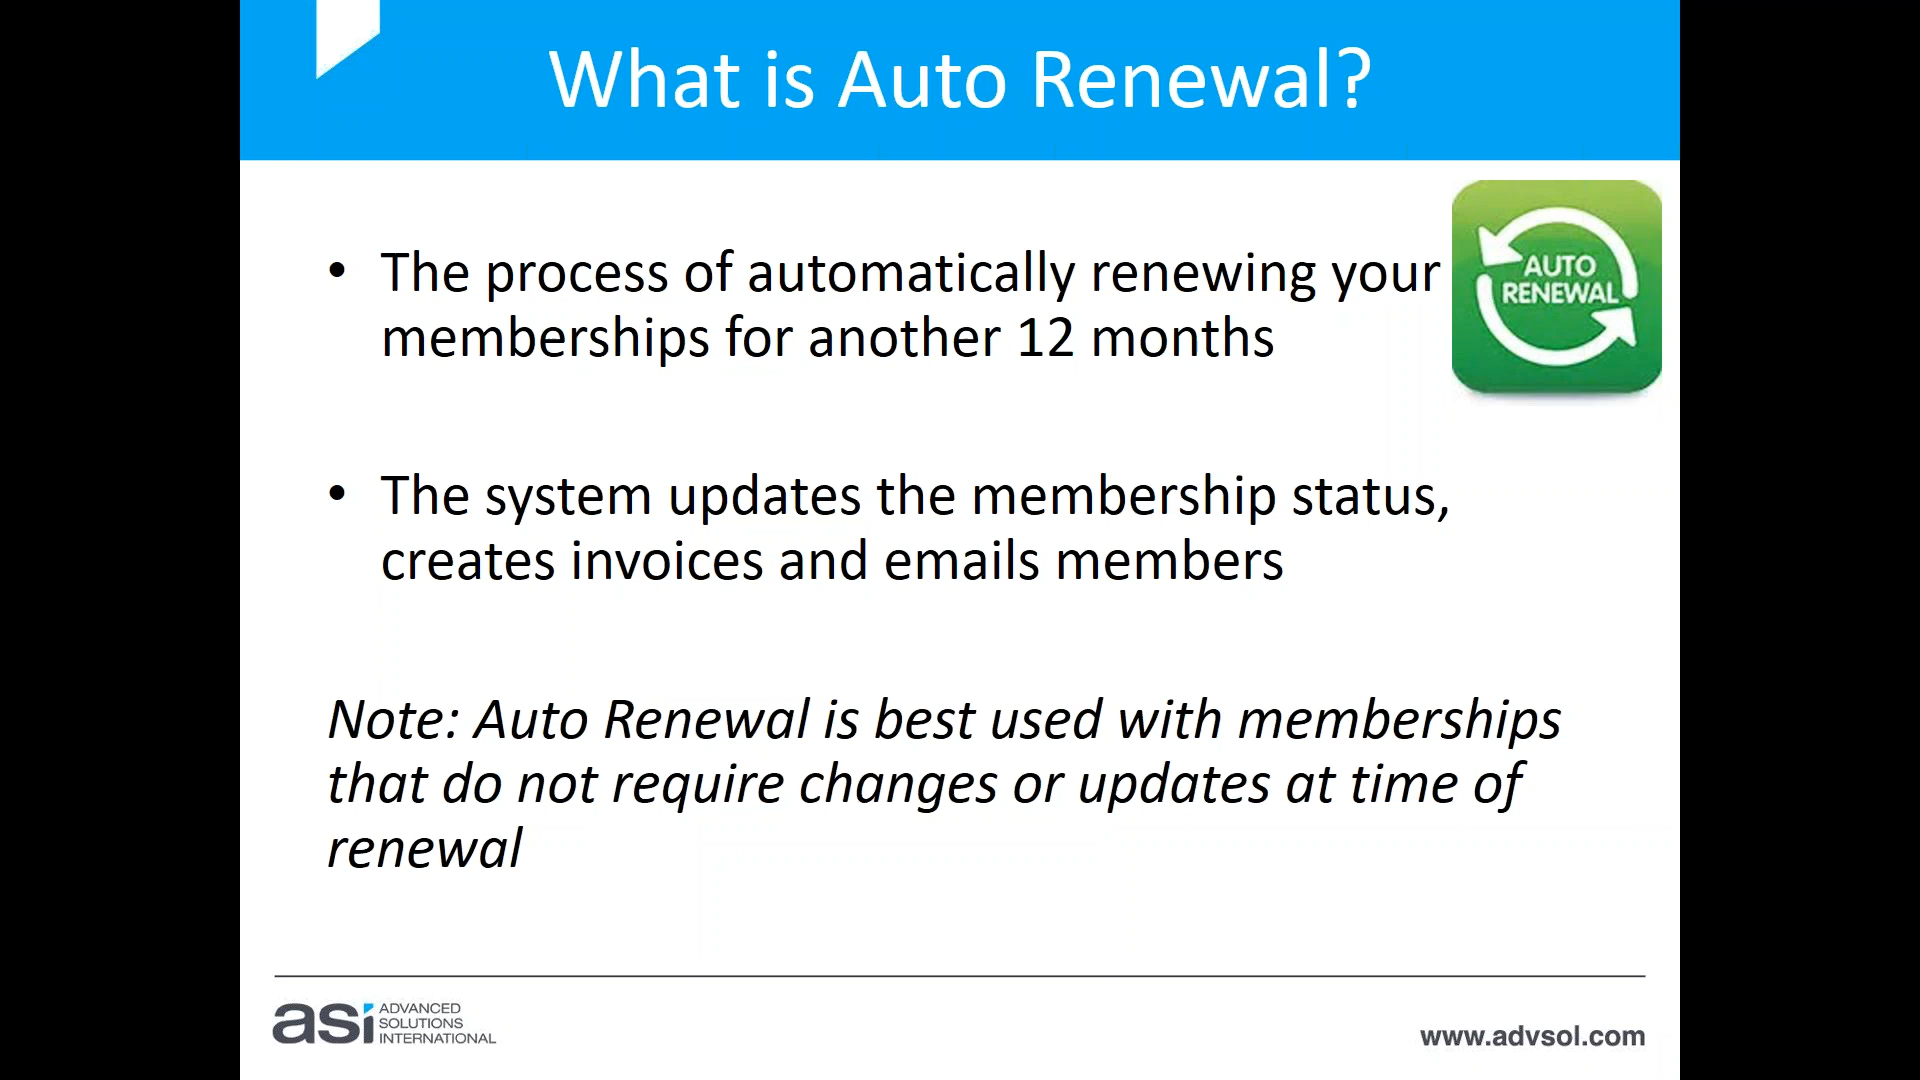 What is Auto Renewal?
• The process of automatically renewing your
memberships for another 12 months
AUTO
RENEWAL
• The system updates the membership status,
creates invoices and emails members
Note: Auto Renewal is best used with memberships
that do not require changes or updates at time of
renewal
asi ADVANCED
SOLUTIONS
INTERNATIONAL
www.advsol.com